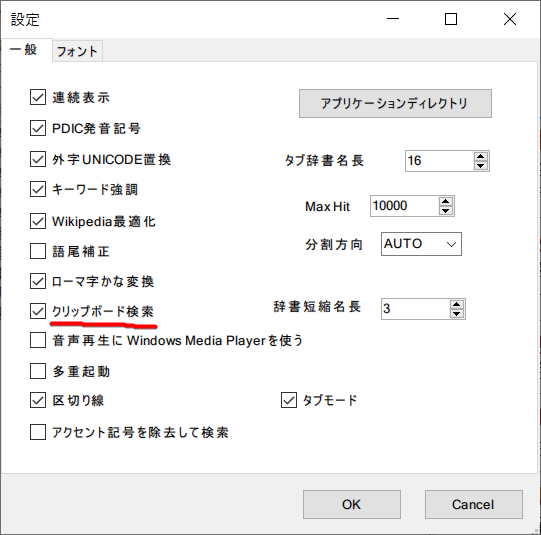 設定
一般
フォント
連続表示
アプリケーションディレクトリ
PDIC発音記号
外字UNICODE置換
タブ辞書名長
16
キーワード強調
Max Hit
10000
Wikipedia最適化
分割方向
AUTO
語尾補正
ローマ字かな変換
クリップボード検索
辞書短縮名長
3
音声再生に Windows Media Playerを使う
多重起動
区切り線
タブモード
アクセント記号を除去して検索
OK
Cancel